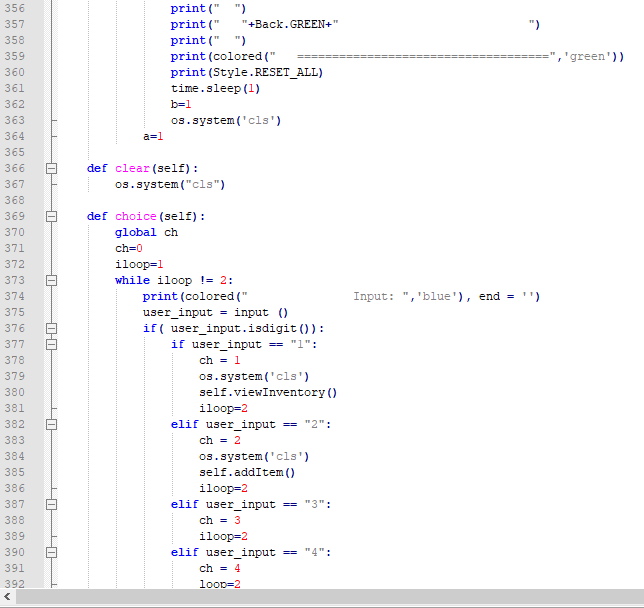 356 print("  ")
357 print("   "+Back.GREEN+"                           ")
358 print("  ")
359 print(colored("   ====================================",'green'))
360 print(Style.RESET_ALL)
361 time.sleep(1)
362 b=1
363 os.system('cls')
364 a=1
365
366 def clear(self):
367 os.system("cls")
368
369 def choice(self):
370 global ch
371 ch=0
372 iloop=1
373 while iloop != 2:
374 print(colored("               Input: ",'blue'), end = '')
375 user_input = input ()
376 if( user_input.isdigit()):
377 if user_input == "1":
378 ch = 1
379 os.system('cls')
380 self.viewInventory()
381 iloop=2
382 elif user_input == "2":
383 ch = 2
384 os.system('cls')
385 self.addItem()
386 iloop=2
387 elif user_input == "3":
388 ch = 3
389 iloop=2
390 elif user_input == "4":
391 ch = 4
392 loop=2